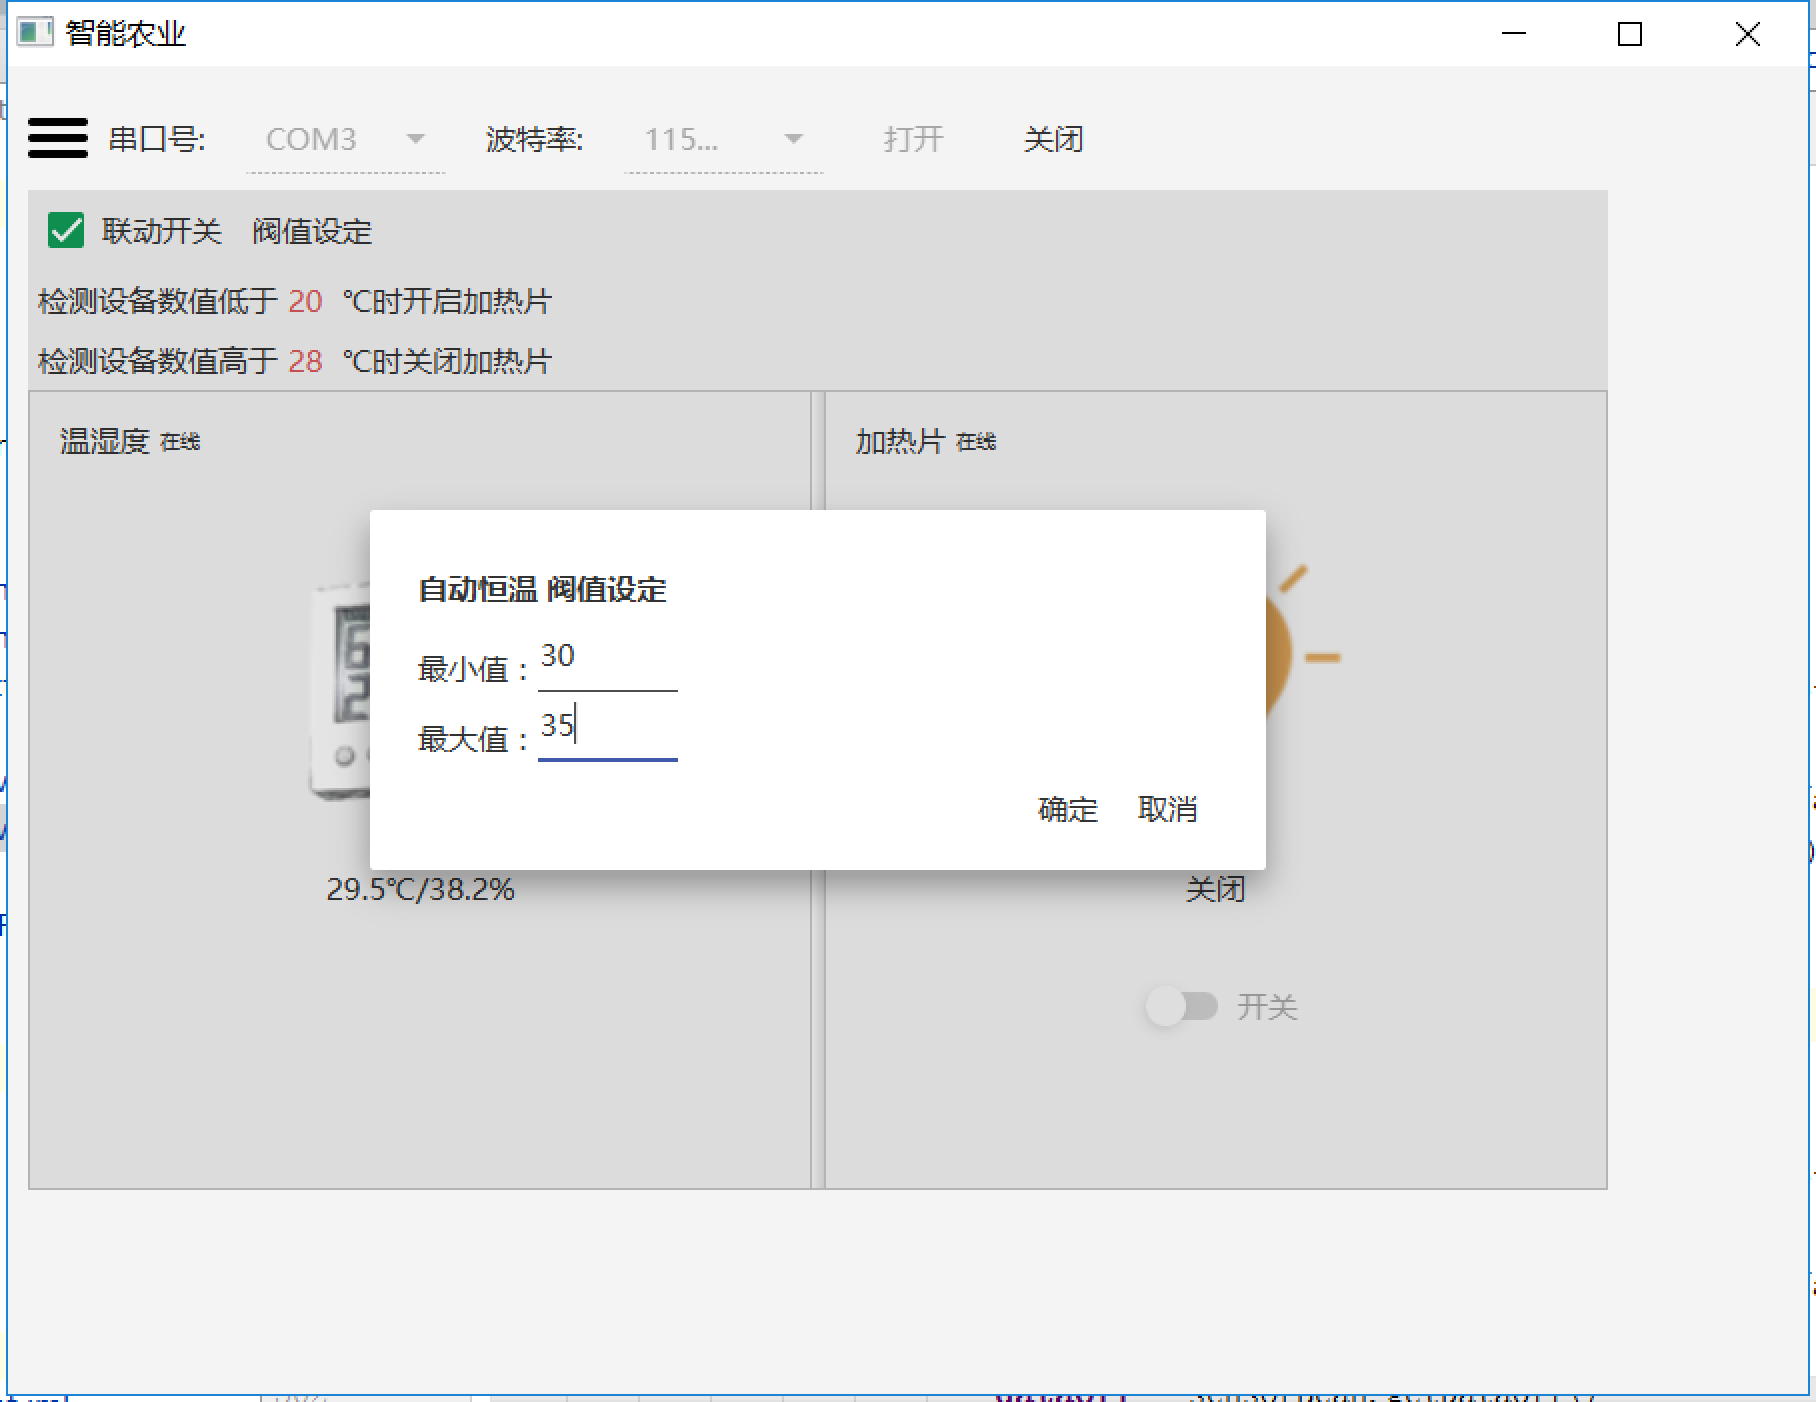 智能农业
串口号: COM3 波特率: 115... 打开 关闭
联动开关 阀值设定
检测设备数值低于 20 ℃时开启加热片
检测设备数值高于 28 ℃时关闭加热片
温湿度 在线
加热片 在线
自动恒温 阀值设定
最小值：30
最大值：35
确定 取消
29.5℃/38.2%
关闭
开关